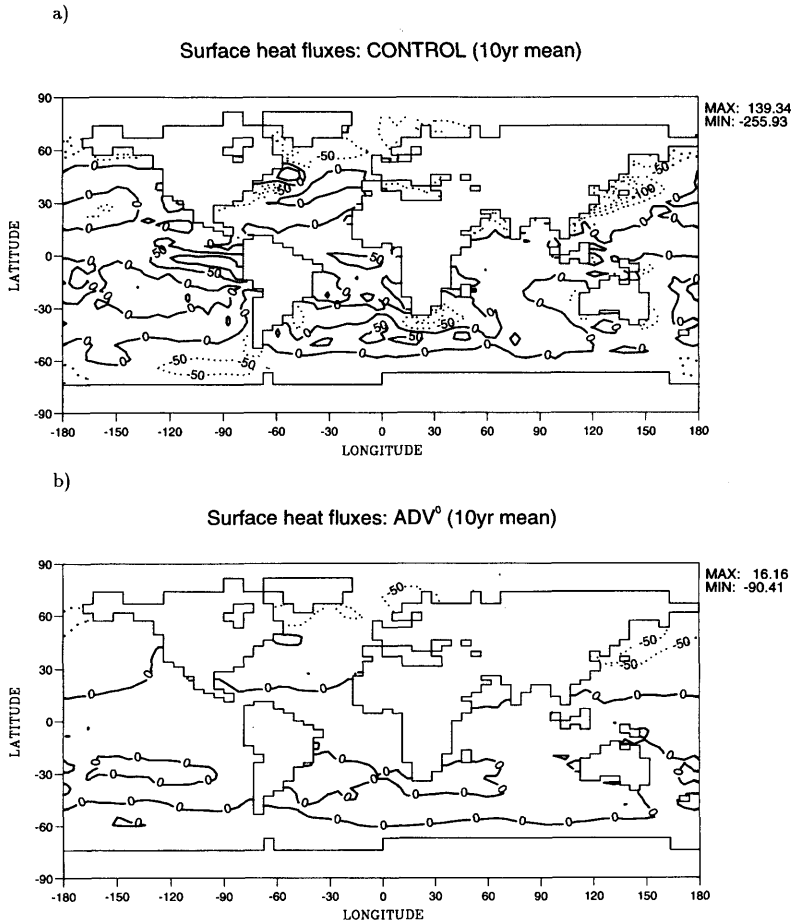 a)
Surface heat fluxes: CONTROL (10yr mean)
MAX: 139.34
MIN: -255.93
90
60
30
0
-30
-60
-90
LATITUDE
-180 -150 -120 -90 -60 -30 0 30 60 90 120 150 180
LONGITUDE
b)
Surface heat fluxes: ADV⁰ (10yr mean)
MAX: 16.16
MIN: -90.41
90
60
30
0
-30
-60
-90
LATITUDE
-180 -150 -120 -90 -60 -30 0 30 60 90 120 150 180
LONGITUDE